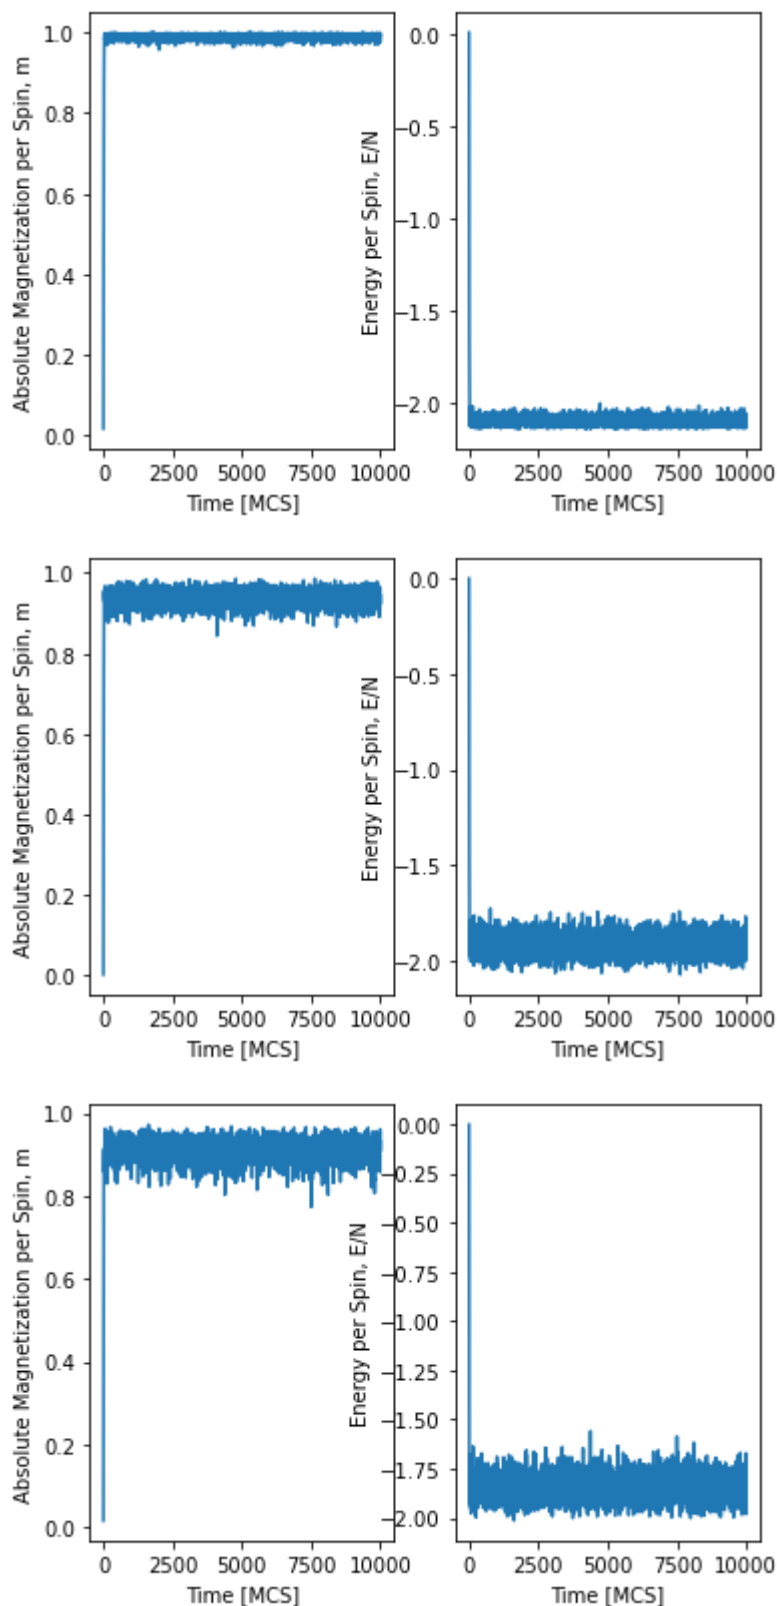 Absolute Magnetization per Spin, m
1.0
0.8
0.6
0.4
0.2
0.0
0 2500 5000 7500 10000
Time [MCS]
Energy per Spin, E/N
0.0
−0.5
−1.0
−1.5
−2.0
0 2500 5000 7500 10000
Time [MCS]
Absolute Magnetization per Spin, m
1.0
0.8
0.6
0.4
0.2
0.0
0 2500 5000 7500 10000
Time [MCS]
Energy per Spin, E/N
0.0
−0.5
−1.0
−1.5
−2.0
0 2500 5000 7500 10000
Time [MCS]
Absolute Magnetization per Spin, m
1.0
0.8
0.6
0.4
0.2
0.0
0 2500 5000 7500 10000
Time [MCS]
Energy per Spin, E/N
0.00
−0.25
−0.50
−0.75
−1.00
−1.25
−1.50
−1.75
−2.00
0 2500 5000 7500 10000
Time [MCS]